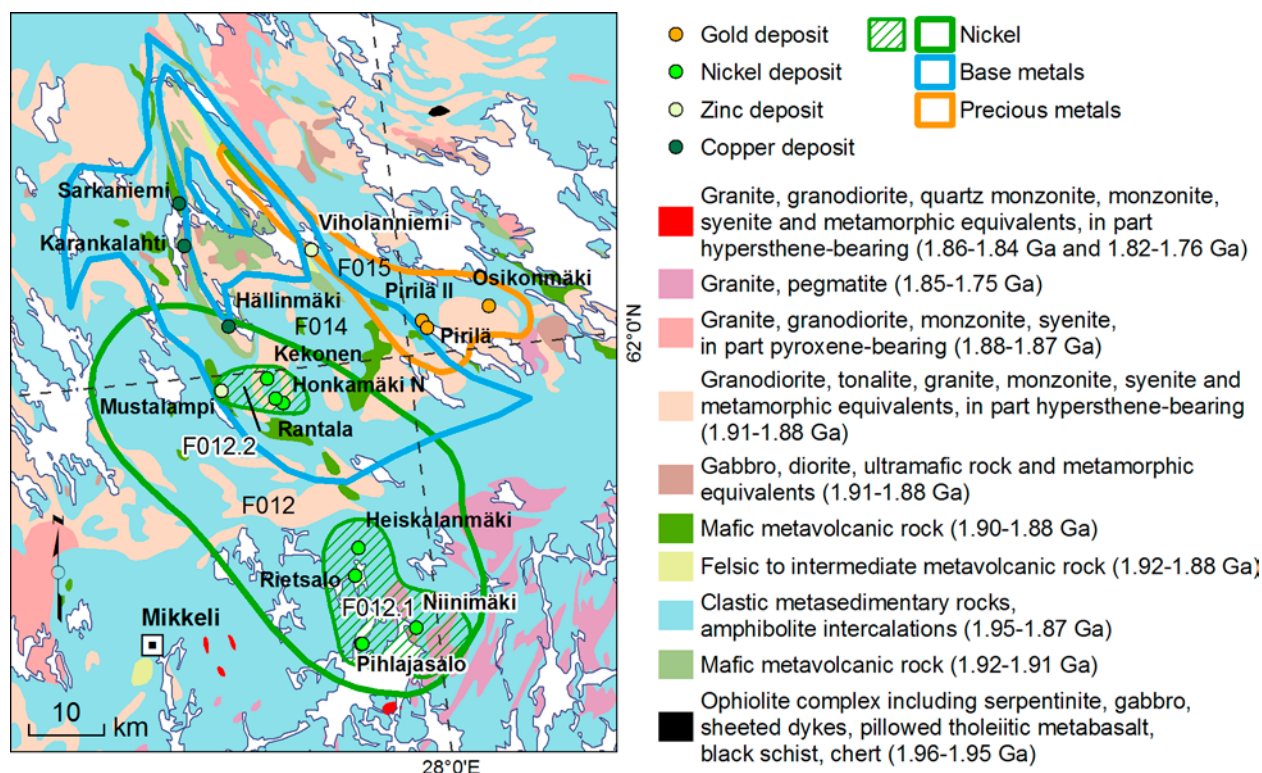 Sarkaniemi
Karankalahti
Viholanniemi
F015
Osikonmäki
Pirilä II
Hällinmäki
F014
Pirilä
Kekonen
Honkamäki N
Mustalampi
Rantala
F012.2
F012
Heiskalanmäki
Rietsalo
F012.1
Niinimäki
Mikkeli
Pihlajasalo
N
10
km
62°0'N
28°0'E
Gold deposit
Nickel deposit
Zinc deposit
Copper deposit
Nickel
Base metals
Precious metals
Granite, granodiorite, quartz monzonite, monzonite,
syenite and metamorphic equivalents, in part
hypersthene-bearing (1.86-1.84 Ga and 1.82-1.76 Ga)
Granite, pegmatite (1.85-1.75 Ga)
Granite, granodiorite, monzonite, syenite,
in part pyroxene-bearing (1.88-1.87 Ga)
Granodiorite, tonalite, granite, monzonite, syenite and
metamorphic equivalents, in part hypersthene-bearing
(1.91-1.88 Ga)
Gabbro, diorite, ultramafic rock and metamorphic
equivalents (1.91-1.88 Ga)
Mafic metavolcanic rock (1.90-1.88 Ga)
Felsic to intermediate metavolcanic rock (1.92-1.88 Ga)
Clastic metasedimentary rocks,
amphibolite intercalations (1.95-1.87 Ga)
Mafic metavolcanic rock (1.92-1.91 Ga)
Ophiolite complex including serpentinite, gabbro,
sheeted dykes, pillowed tholeiitic metabasalt,
black schist, chert (1.96-1.95 Ga)